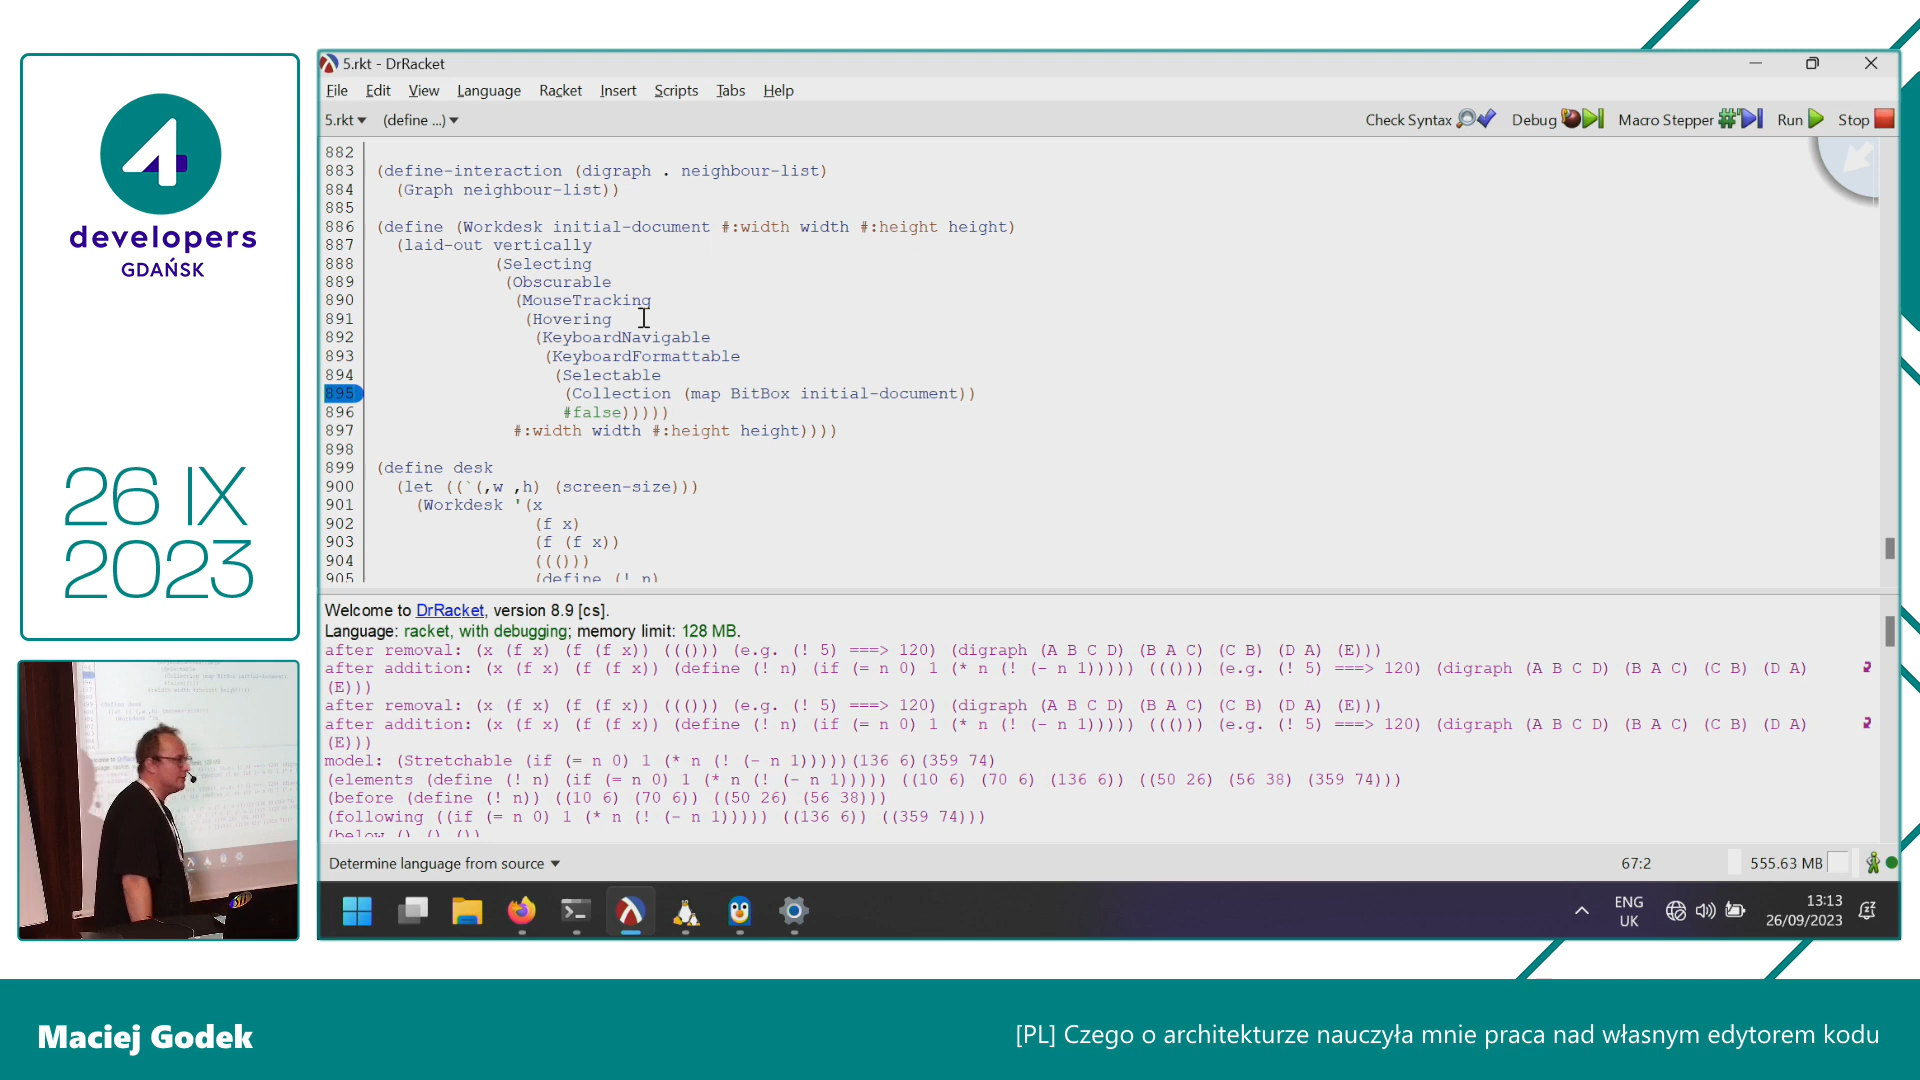 4
developers
GDAŃSK
26 IX
2023
5.rkt - DrRacket
File Edit View Language Racket Insert Scripts Tabs Help
5.rkt (define ...) Check Syntax Debug Macro Stepper Run Stop
882
883 (define-interaction (digraph . neighbour-list)
884 (Graph neighbour-list))
885
886 (define (Workdesk initial-document #:width width #:height height)
887 (laid-out vertically
888 (Selecting
889 (Obscurable
890 (MouseTracking
891 (Hovering
892 (KeyboardNavigable
893 (KeyboardFormattable
894 (Selectable
895 (Collection (map BitBox initial-document))
896 #false)))))
897 #:width width #:height height))))
898
899 (define desk
900 (let ((`(,w ,h) (screen-size)))
901 (Workdesk '(x
902 (f x)
903 (f (f x))
904 ((()))
905 (define (! n)
Welcome to DrRacket, version 8.9 [cs].
Language: racket, with debugging; memory limit: 128 MB.
after removal: (x (f x) (f (f x)) ((())) (e.g. (! 5) ===> 120) (digraph (A B C D) (B A C) (C B) (D A) (E)))
after addition: (x (f x) (f (f x)) (define (! n) (if (= n 0) 1 (* n (! (- n 1))))) ((())) (e.g. (! 5) ===> 120) (digraph (A B C D) (B A C) (C B) (D A)
(E)))
after removal: (x (f x) (f (f x)) ((())) (e.g. (! 5) ===> 120) (digraph (A B C D) (B A C) (C B) (D A) (E)))
after addition: (x (f x) (f (f x)) (define (! n) (if (= n 0) 1 (* n (! (- n 1))))) ((())) (e.g. (! 5) ===> 120) (digraph (A B C D) (B A C) (C B) (D A)
(E)))
model: (Stretchable (if (= n 0) 1 (* n (! (- n 1)))))(136 6)(359 74)
(elements (define (! n) (if (= n 0) 1 (* n (! (- n 1))))) ((10 6) (70 6) (136 6)) ((50 26) (56 38) (359 74)))
(before (define (! n)) ((10 6) (70 6)) ((50 26) (56 38)))
(following ((if (= n 0) 1 (* n (! (- n 1))))) ((136 6)) ((359 74)))
(below () () ())
Determine language from source 67:2 555.63 MB
ENG
UK
13:13
26/09/2023
Maciej Godek
[PL] Czego o architekturze nauczyła mnie praca nad własnym edytorem kodu